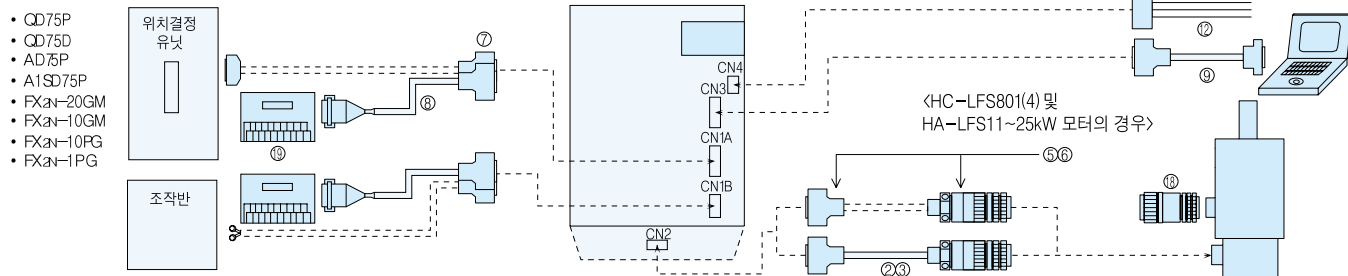 • QD75P
• QD75D
• AD75P
• A1SD75P
• FX2N-20GM
• FX2N-10GM
• FX2N-10PG
• FX2N-1PG
위치결정
유닛
조작반
⑦
⑧
⑲
CN4
CN3
CN1A
CN1B
CN2
⑫
⑨
<HC-LFS801(4) 및
HA-LFS11~25kW 모터의 경우>
⑤⑥
⑱
②③